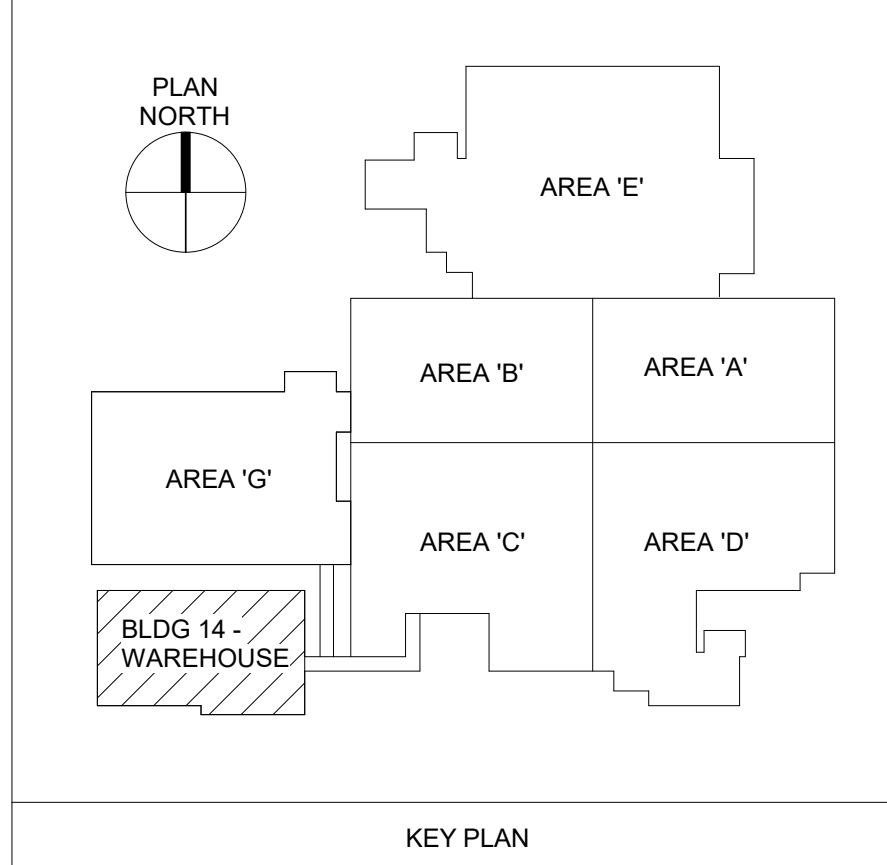 PLAN
NORTH
AREA 'E'
AREA 'B'
AREA 'A'
AREA 'G'
AREA 'C'
AREA 'D'
BLDG 14 -
WAREHOUSE
KEY PLAN